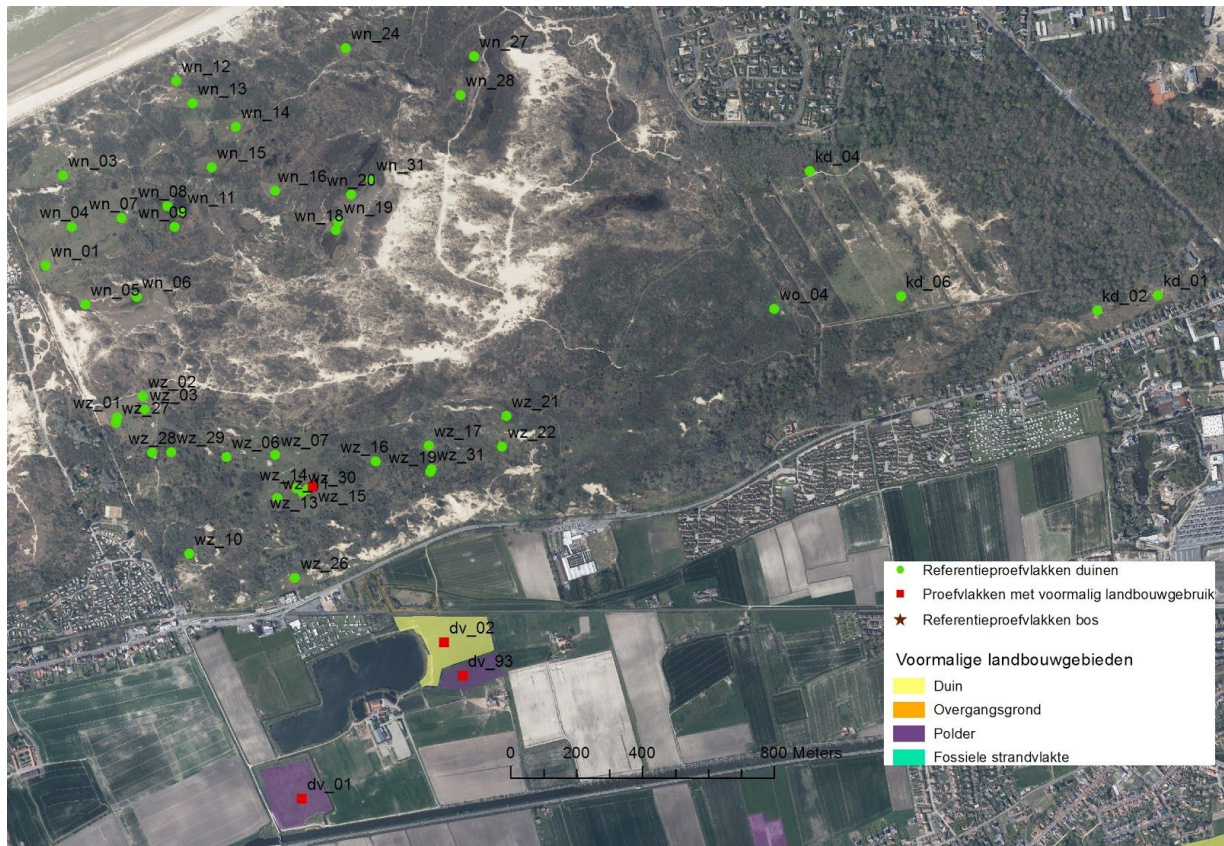 wn_24
wn_27
wn_12
wn_28
wn_13
wn_14
wn_03
wn_15
kd_04
wn_31
wn_16
wn_20
wn_08
wn_11
wn_07
wn_04
wn_09
wn_18
wn_19
wn_01
wn_06
wn_05
kd_06
kd_01
kd_02
wo_04
wz_02
wz_03
wz_01
wz_27
wz_21
wz_28
wz_29
wz_06
wz_07
wz_16
wz_17
wz_22
wz_19
wz_31
wz_14
wz_30
wz_13
wz_15
wz_10
wz_26
dv_02
dv_93
dv_01
Referentieproefvlakken duinen
Proefvlakken met voormalig landbouwgebruik
Referentieproefvlakken bos
Voormalige landbouwgebieden
Duin
Overgangsgrond
Polder
Fossiele strandvlakte
0 200 400 800 Meters